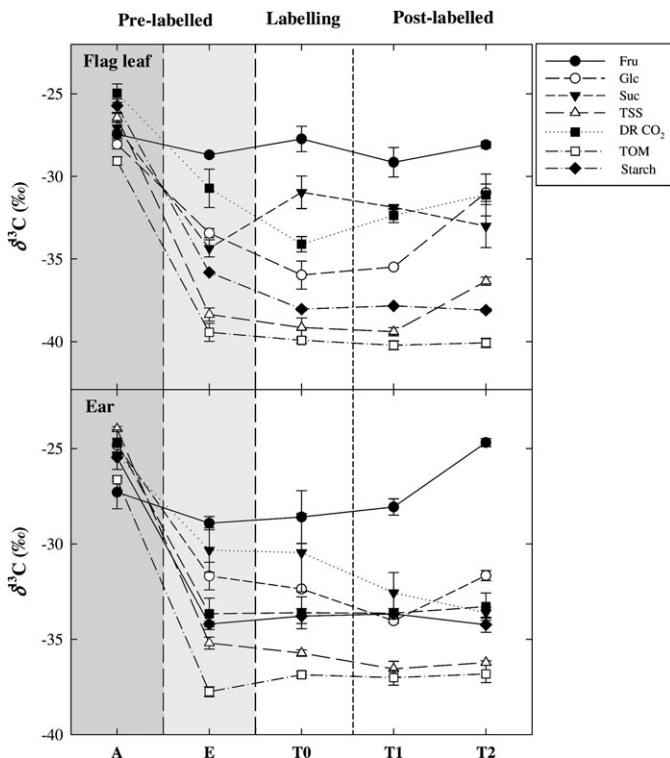 Pre-labelled Labelling Post-labelled
Flag leaf
-25
-30
-35
-40
δ¹³C (‰)
Fru
Glc
Suc
TSS
DR CO₂
TOM
Starch
Ear
-25
-30
-35
-40
δ¹³C (‰)
A E T0 T1 T2